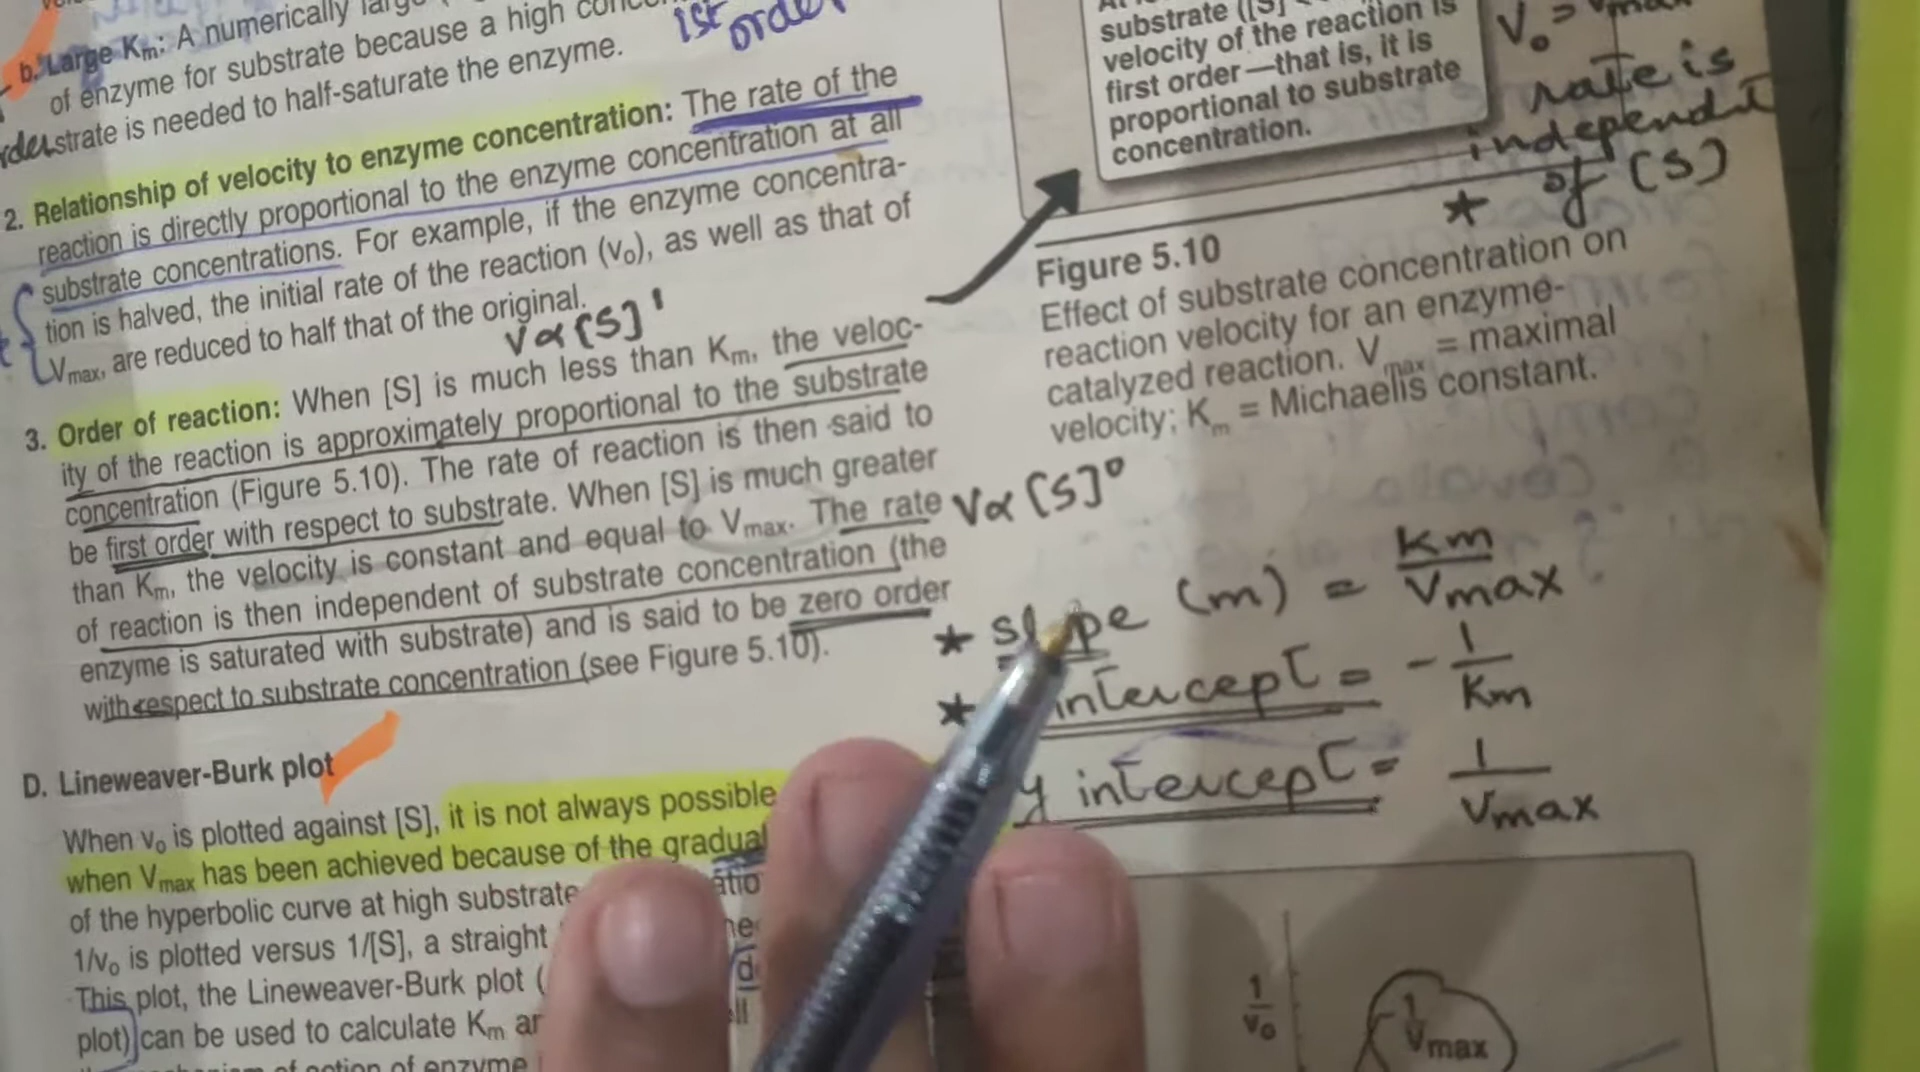 b. Large Km: A numerically large
of enzyme for substrate because a high
strate is needed to half-saturate the enzyme.
1st order
2. Relationship of velocity to enzyme concentration: The rate of the
reaction is directly proportional to the enzyme concentration at all
substrate concentrations. For example, if the enzyme concentra-
tion is halved, the initial rate of the reaction (vo), as well as that of
Vmax, are reduced to half that of the original.
V∝[S]¹
3. Order of reaction: When [S] is much less than Km, the veloc-
ity of the reaction is approximately proportional to the substrate
concentration (Figure 5.10). The rate of reaction is then said to
be first order with respect to substrate. When [S] is much greater
than Km, the velocity is constant and equal to Vmax. The rate
of reaction is then independent of substrate concentration (the
enzyme is saturated with substrate) and is said to be zero order
with respect to substrate concentration (see Figure 5.10).
D. Lineweaver-Burk plot
When vo is plotted against [S], it is not always possible
when Vmax has been achieved because of the gradual
of the hyperbolic curve at high substrate
1/vo is plotted versus 1/[S], a straight
This plot, the Lineweaver-Burk plot (
plot) can be used to calculate Km
of enzyme
substrate ([S]
velocity of the reaction is
first order—that is, it is
proportional to substrate
concentration.
Vo = Vmax
rate is
independent
* of (S)
Figure 5.10
Effect of substrate concentration on
reaction velocity for an enzyme-
catalyzed reaction. Vmax = maximal
velocity; Km = Michaelis constant.
V∝[S]⁰
* slope (m) = Km/Vmax
* intercept = -1/Km
y intercept = 1/Vmax
1/vo
1/Vmax